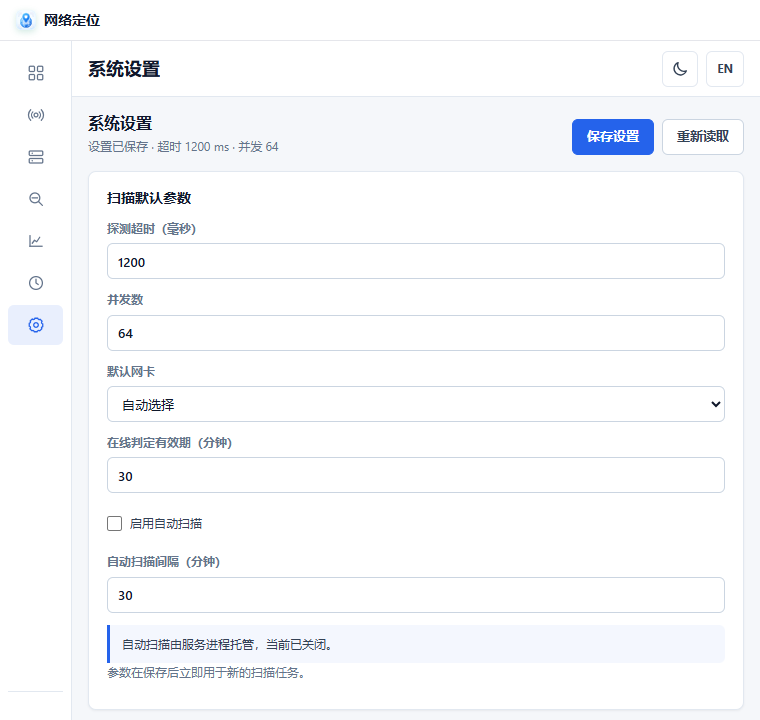 网络定位
系统设置
EN
系统设置
设置已保存 · 超时 1200 ms · 并发 64
保存设置
重新读取
扫描默认参数
探测超时（毫秒）
1200
并发数
64
默认网卡
自动选择
在线判定有效期（分钟）
30
启用自动扫描
自动扫描间隔（分钟）
30
自动扫描由服务进程托管，当前已关闭。
参数在保存后立即用于新的扫描任务。